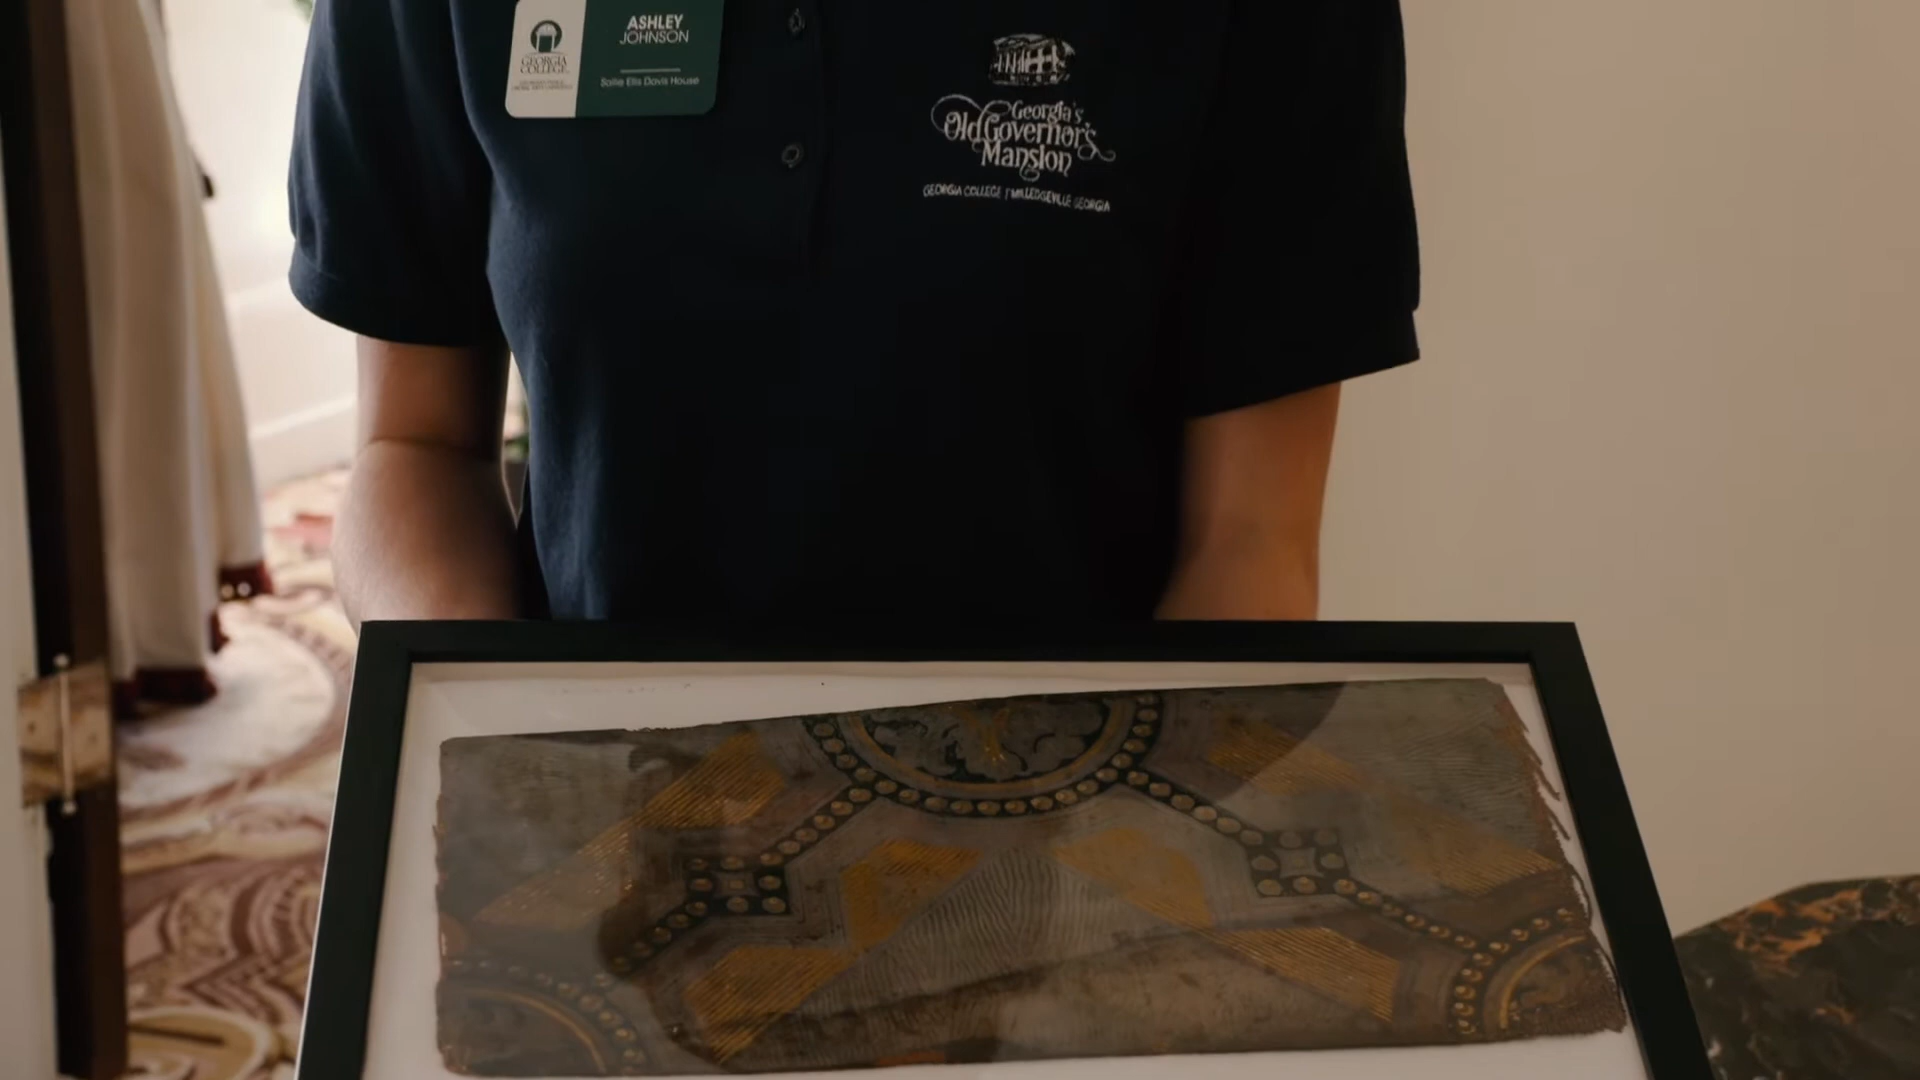 ASHLEY
JOHNSON
GEORGIA
COLLEGE
Sallie Ellis Davis House
Georgia's
Old Governor's
Mansion
GEORGIA COLLEGE | MILLEDGEVILLE GEORGIA